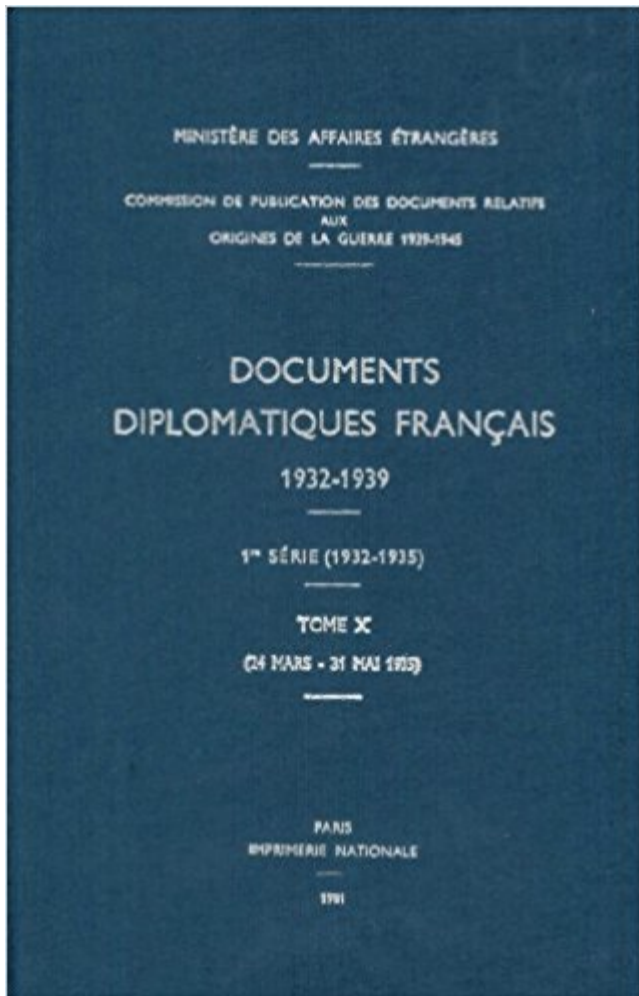 MINISTÈRE DES AFFAIRES ÉTRANGÈRES
COMMISSION DE PUBLICATION DES DOCUMENTS RELATIFS
AUX
ORIGINES DE LA GUERRE 1939-1945
DOCUMENTS
DIPLOMATIQUES FRANÇAIS
1932-1939
1re SÉRIE (1932-1935)
TOME X
(24 MARS - 31 MAI 1935)
PARIS
IMPRIMERIE NATIONALE
1981